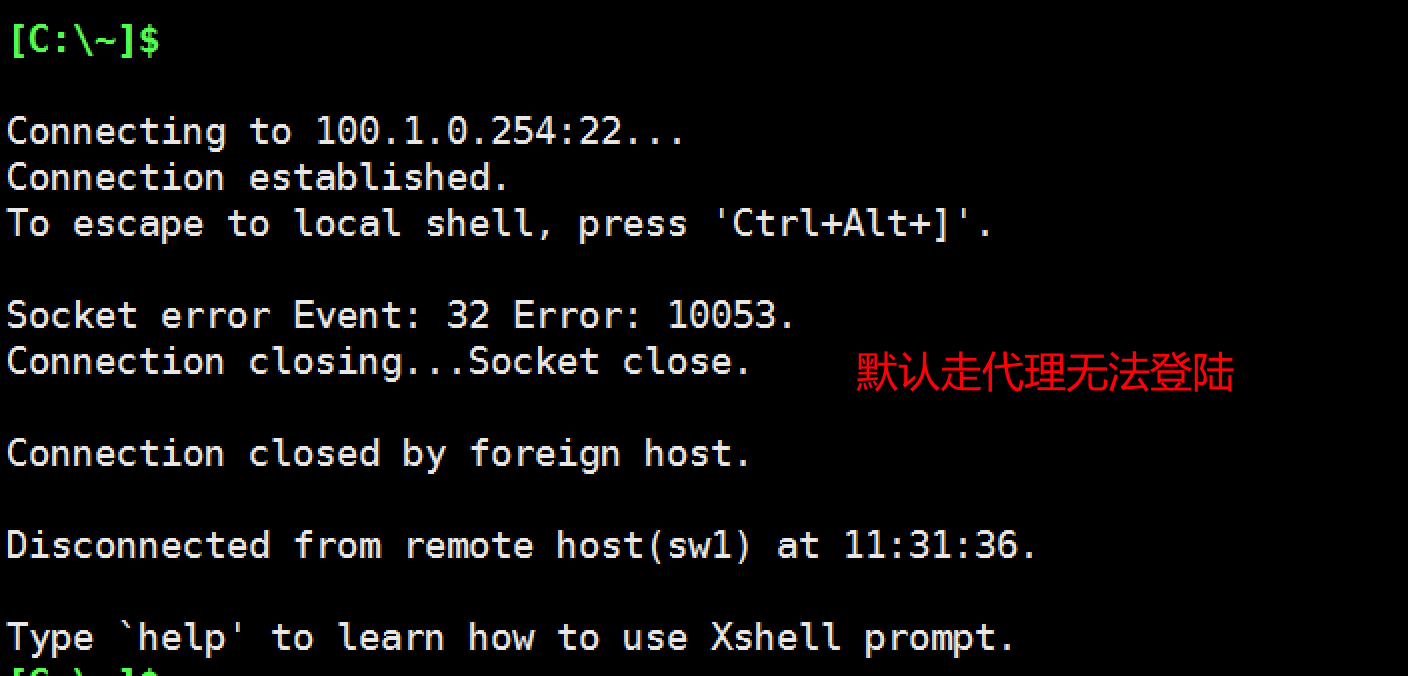 [C:\~]$
Connecting to 100.1.0.254:22...
Connection established.
To escape to local shell, press 'Ctrl+Alt+]'.
Socket error Event: 32 Error: 10053.
Connection closing...Socket close.
默认走代理无法登陆
Connection closed by foreign host.
Disconnected from remote host(sw1) at 11:31:36.
Type `help' to learn how to use Xshell prompt.
[C:\~]$